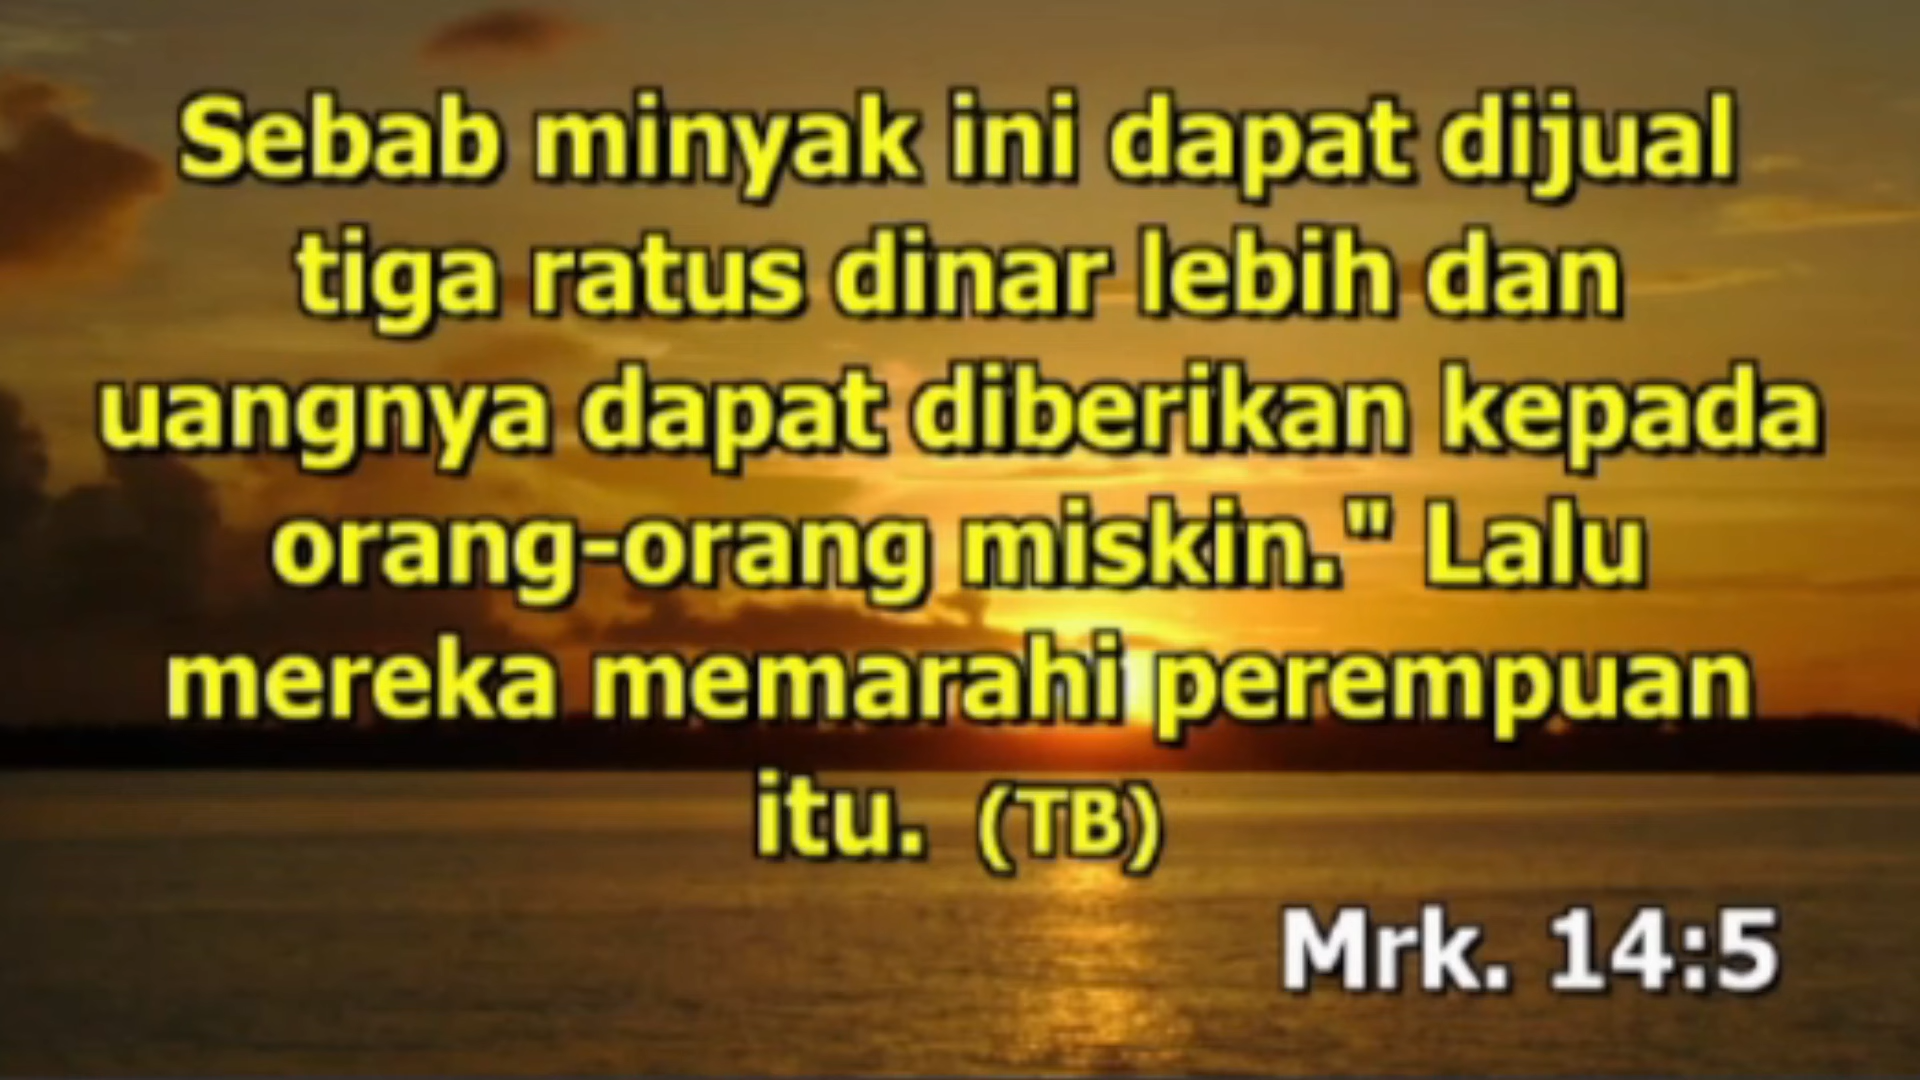 Sebab minyak ini dapat dijual
tiga ratus dinar lebih dan
uangnya dapat diberikan kepada
orang-orang miskin." Lalu
mereka memarahi perempuan
itu. (TB)
Mrk. 14:5